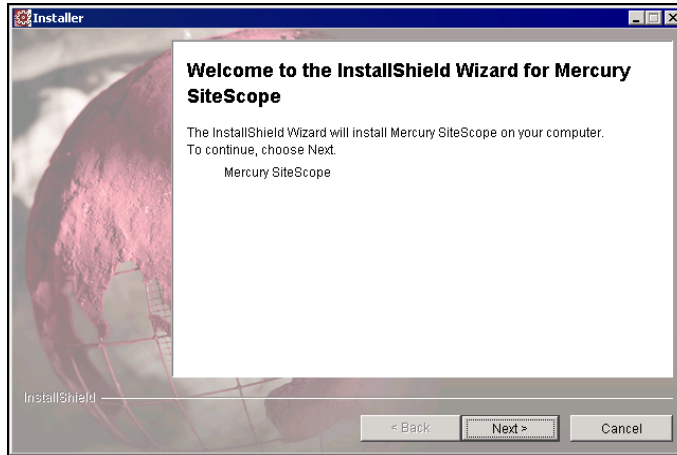 Installer
Welcome to the InstallShield Wizard for Mercury
SiteScope
The InstallShield Wizard will install Mercury SiteScope on your computer.
To continue, choose Next.
Mercury SiteScope
InstallShield
< Back
Next >
Cancel